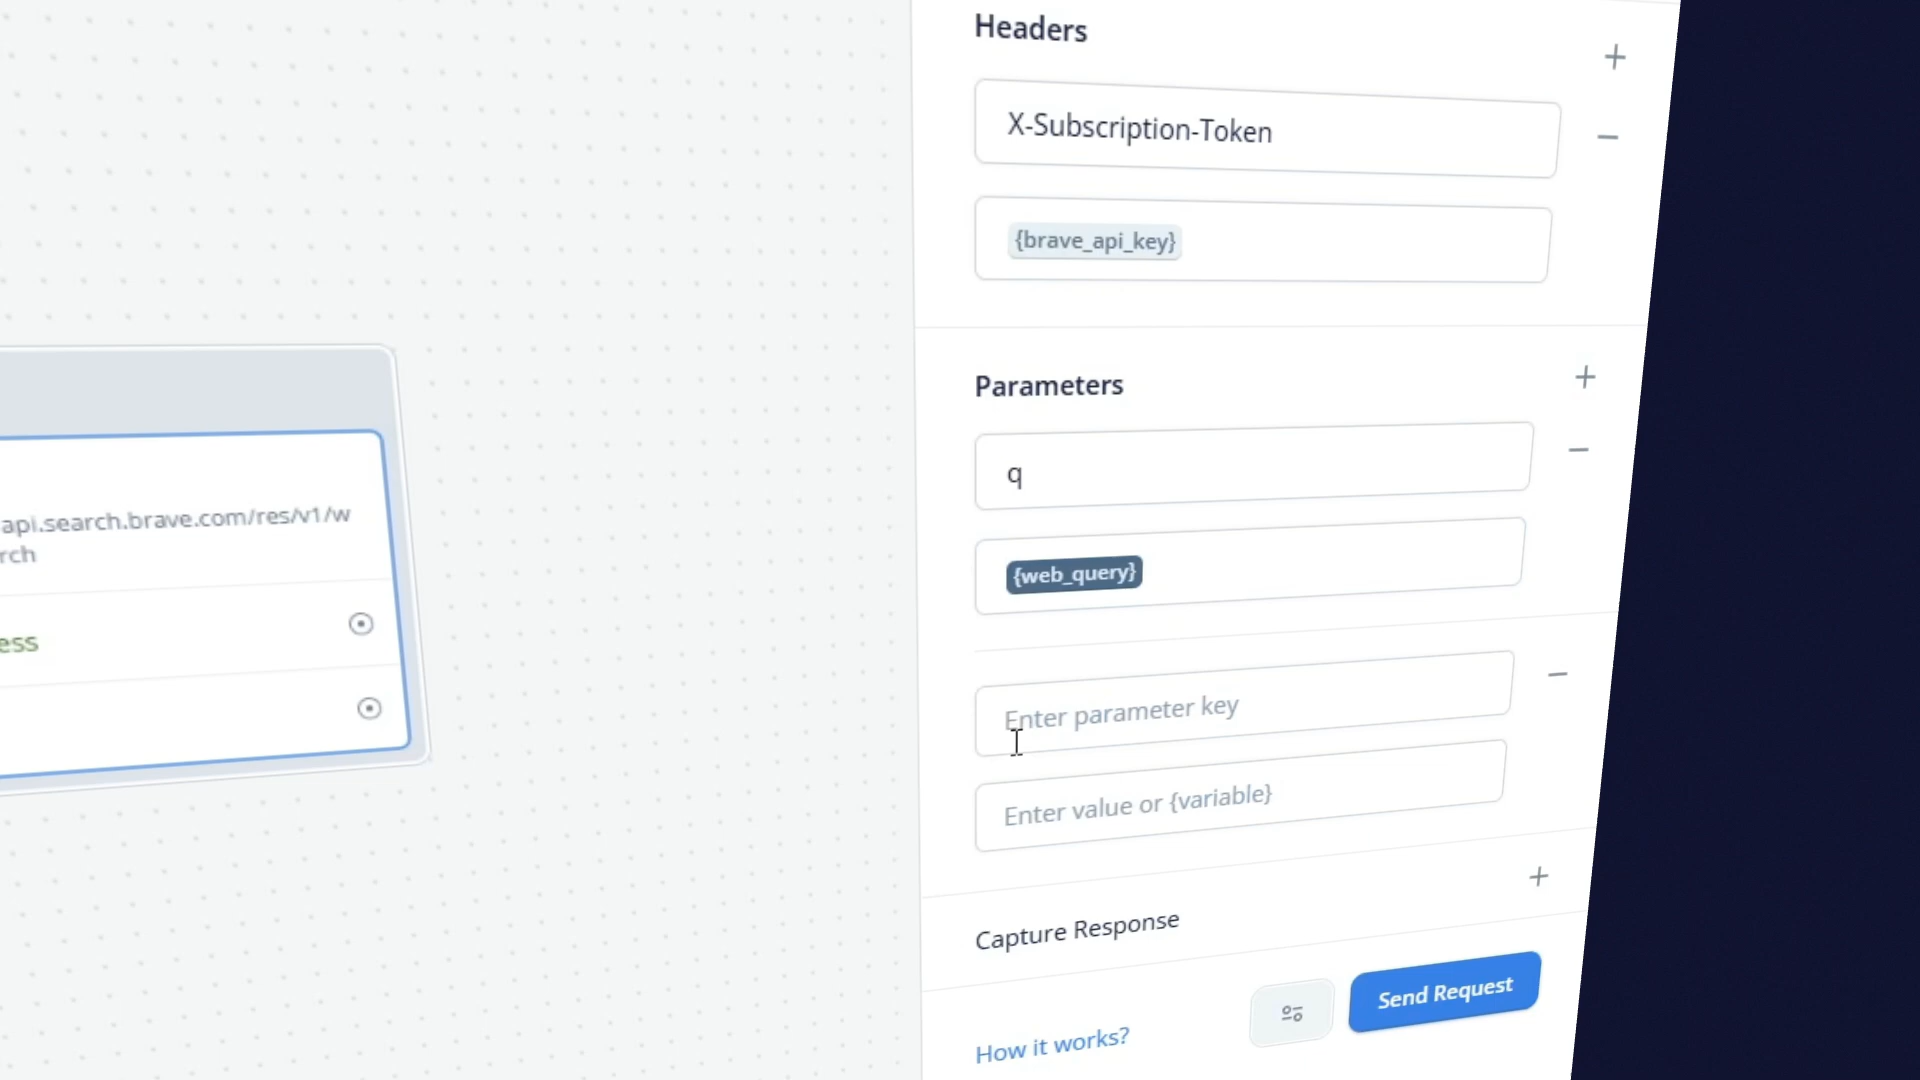 Headers
X-Subscription-Token
{brave_api_key}
Parameters
q
{web_query}
Enter parameter key
Enter value or {variable}
Capture Response
How it works?
Send Request
api.search.brave.com/res/v1/w
rch
ess